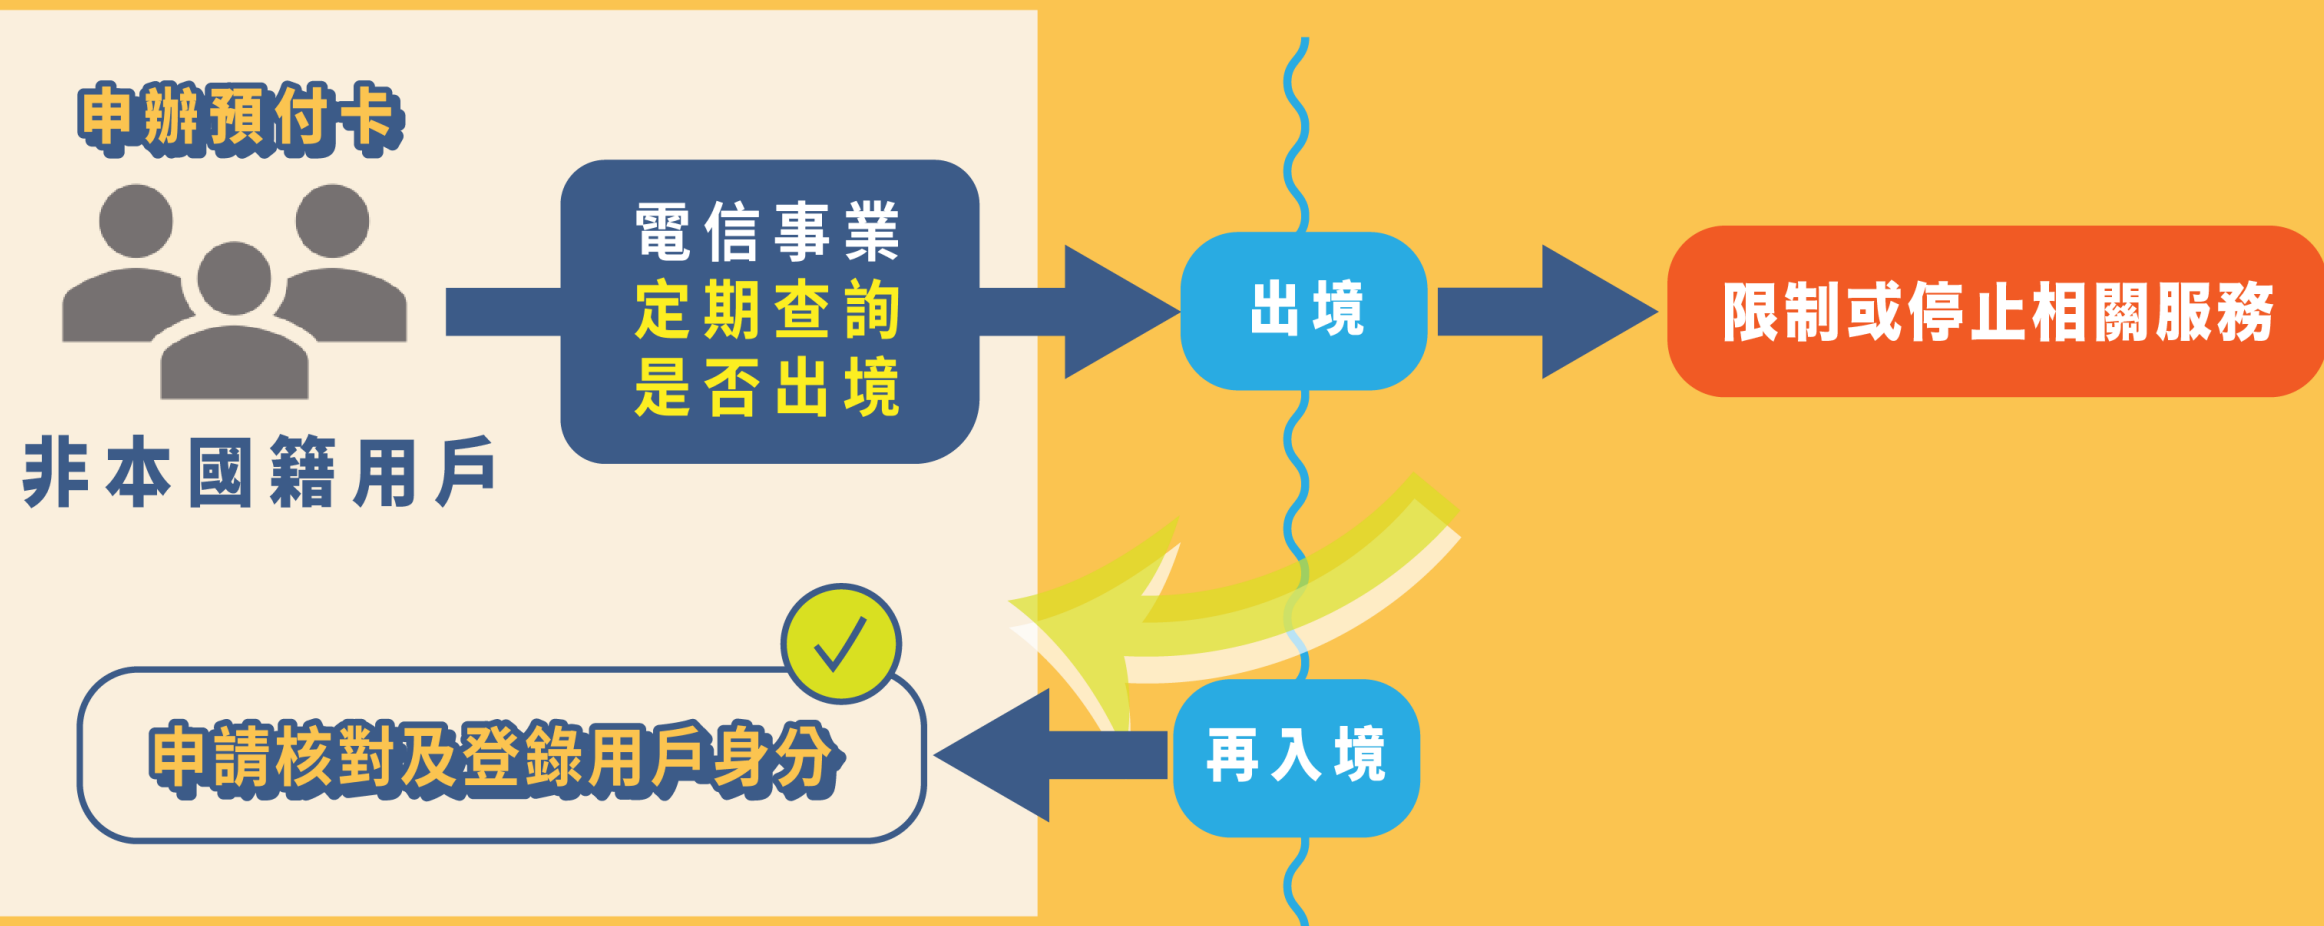 申辦預付卡
非本國籍用戶
電信事業
定期查詢
是否出境
出境
限制或停止相關服務
再入境
申請核對及登錄用戶身分